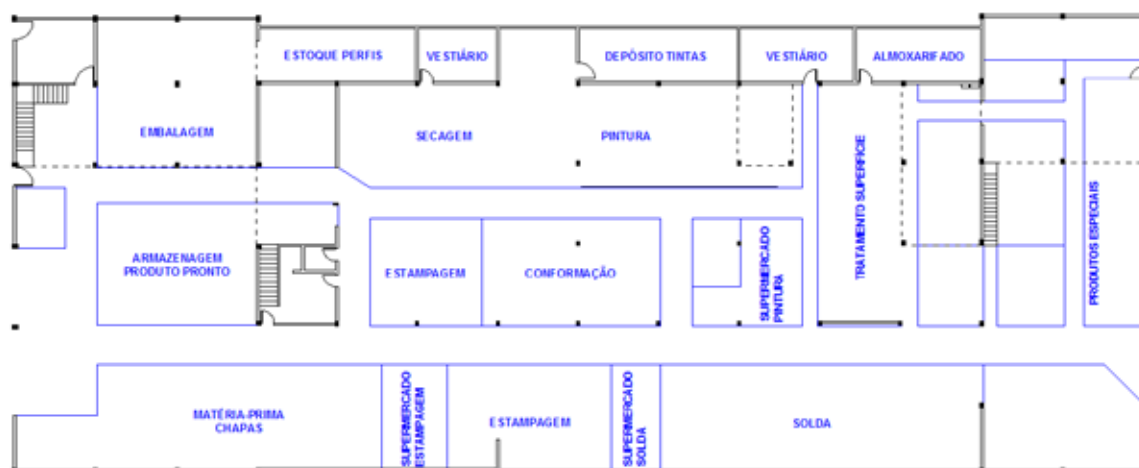 ESTOQUE PERFIS
VESTIÁRIO
DEPÓSITO TINTAS
VESTIÁRIO
ALMOXARIFADO
EMBALAGEM
SECAGEM
PINTURA
TRATAMENTO SUPERFÍCIE
PRODUTOS ESPECIAIS
ARMAZENAGEM
PRODUTO PRONTO
ESTAMPAGEM
CONFORMAÇÃO
SUPERMERCADO
PINTURA
MATÉRIA-PRIMA
CHAPAS
SUPERMERCADO
ESTAMPAGEM
ESTAMPAGEM
SUPERMERCADO
SOLDA
SOLDA